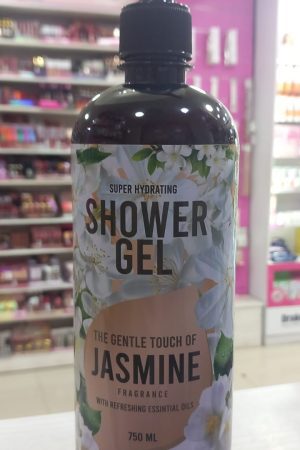 SUPER HYDRATING
SHOWER
GEL
THE GENTLE TOUCH OF
JASMINE
FRAGRANCE
WITH REFRESHING ESSINTIAL OILS
750 ML